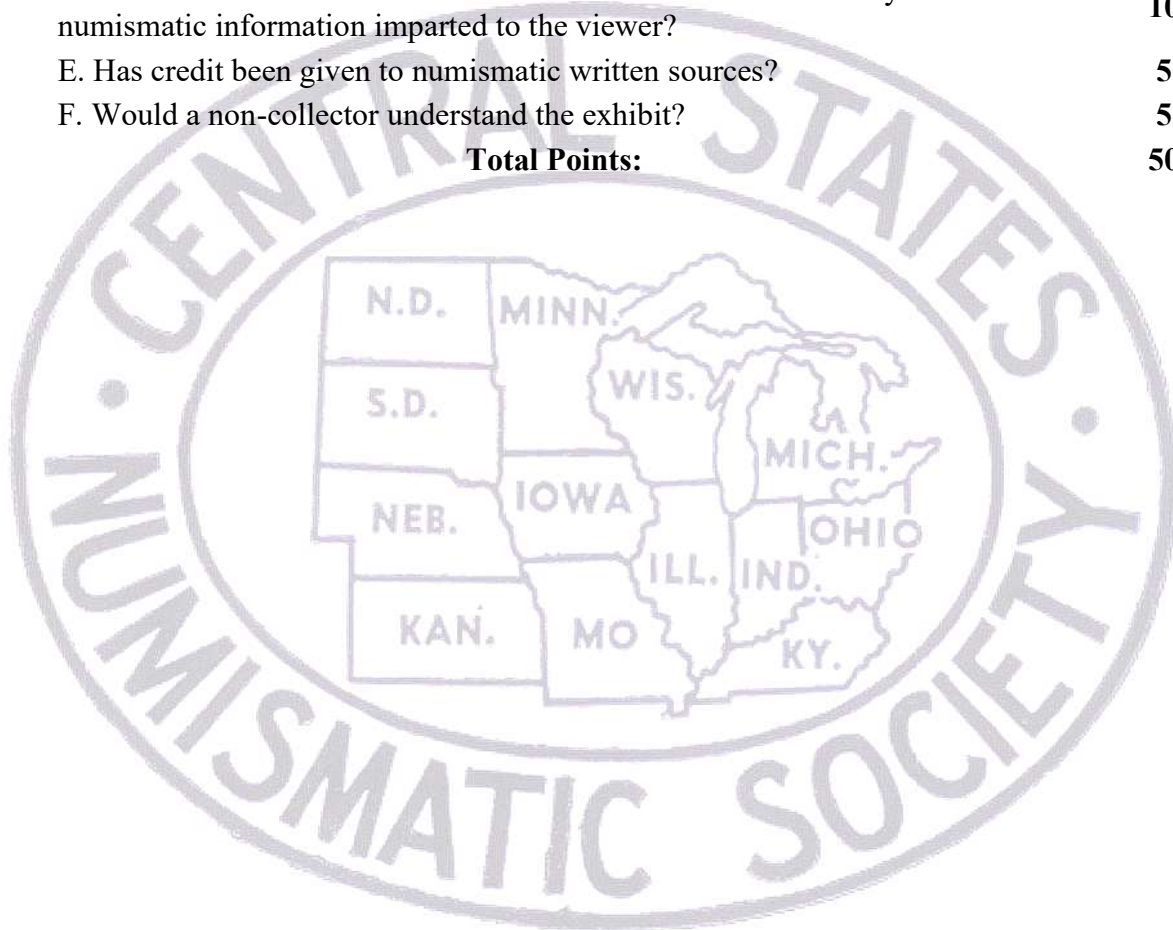 numismatic information imparted to the viewer? 10
E. Has credit been given to numismatic written sources? 5
F. Would a non-collector understand the exhibit? 5
Total Points: 50
CENTRAL STATES
N.D. MINN.
WIS.
S.D.
MICH.
IOWA
NEB.
OHIO
ILL. IND.
KAN. MO
KY.
NUMISMATIC SOCIETY